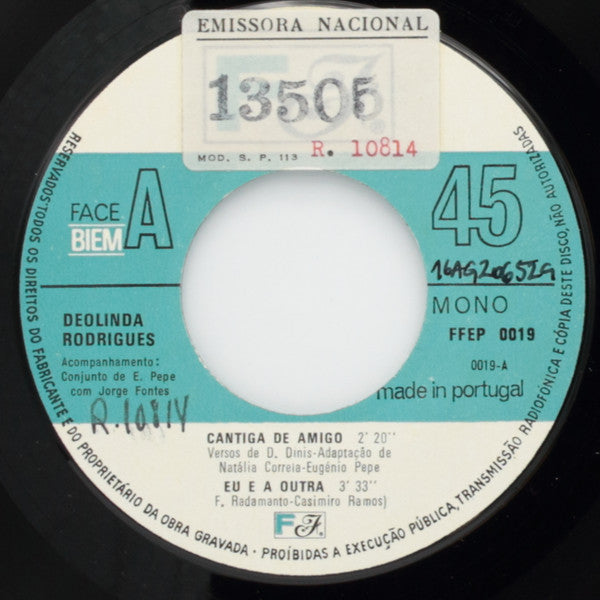 EMISSORA NACIONAL
13505
MOD. S. P. 113 R. 10814
FACE A
BIEM
45
16AG2065IG
MONO
FFEP 0019
0019-A
made in portugal
DEOLINDA
RODRIGUES
Acompanhamento:
Conjunto de E. Pepe
com Jorge Fontes
R.10814
CANTIGA DE AMIGO 2' 20''
Versos de D. Dinis-Adaptação de
Natália Correia-Eugénio Pepe
EU E A OUTRA 3' 33''
F. Radamanto-Casimiro Ramos)
FF
RESERVADOS-TODOS OS DIREITOS DO FABRICANTE E DO PROPRIETÁRIO DA OBRA GRAVADA - PROÍBIDAS A EXECUÇÃO PÚBLICA, TRANSMISSÃO RADIOFÓNICA E CÓPIA DESTE DISCO, NÃO AUTORIZADAS